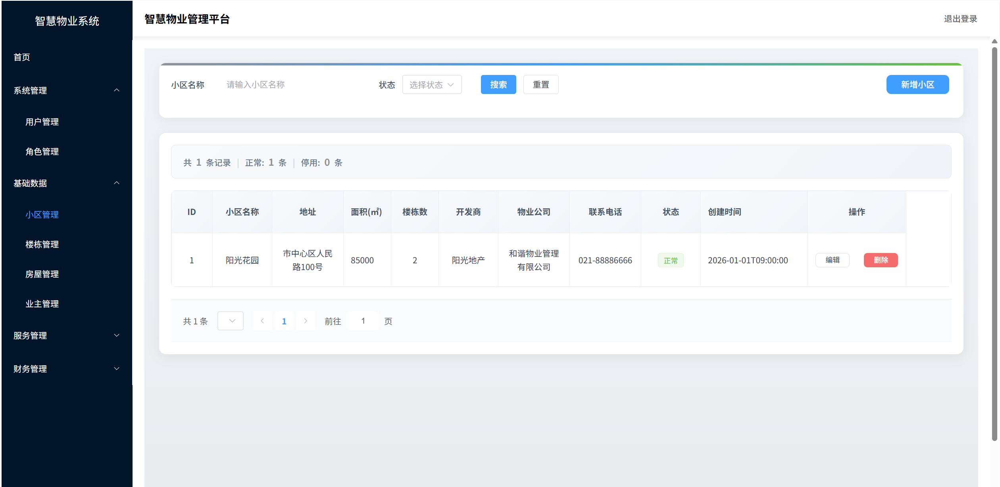 智慧物业系统
首页
系统管理
用户管理
角色管理
基础数据
小区管理
楼栋管理
房屋管理
业主管理
服务管理
财务管理
智慧物业管理平台
退出登录
小区名称 请输入小区名称 状态 选择状态 搜索 重置 新增小区
共 1 条记录 | 正常: 1 条 | 停用: 0 条
ID 小区名称 地址 面积(㎡) 楼栋数 开发商 物业公司 联系电话 状态 创建时间 操作
1 阳光花园 市中心区人民路100号 85000 2 阳光地产 和谐物业管理有限公司 021-88886666 正常 2026-01-01T09:00:00 编辑 删除
共 1 条 1 前往 1 页